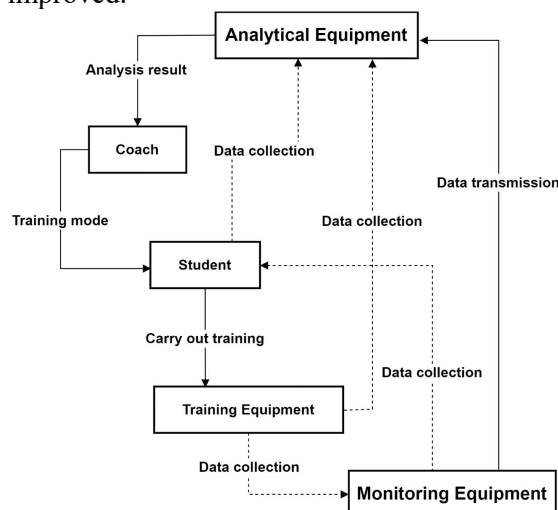 improved.
Analytical Equipment
Analysis result
Coach
Data collection
Data transmission
Training mode
Data collection
Student
Carry out training
Data collection
Training Equipment
Data collection
Monitoring Equipment